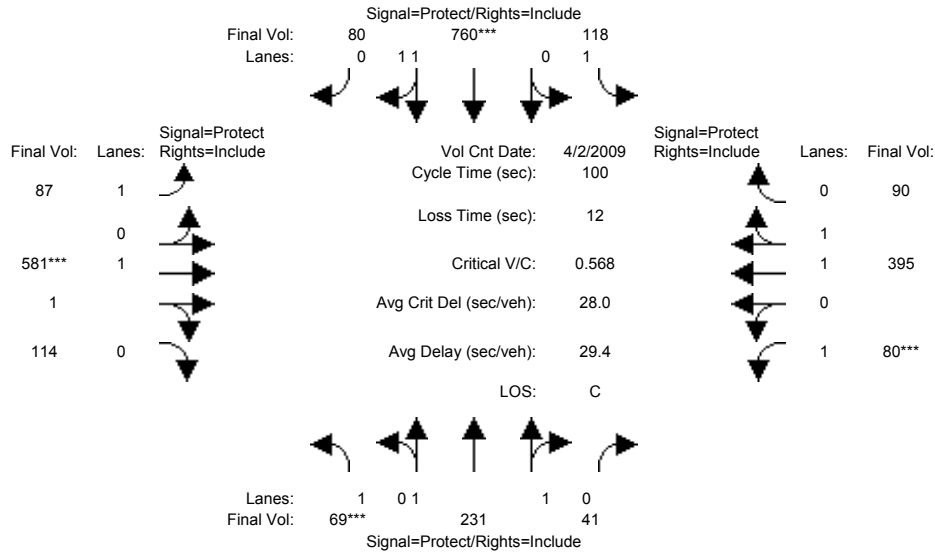 Signal=Protect/Rights=Include
Final Vol: 80 760*** 118
Lanes: 0 1 1 0 1
Signal=Protect
Final Vol: Lanes: Rights=Include
Vol Cnt Date: 4/2/2009
Signal=Protect
Rights=Include Lanes: Final Vol:
Cycle Time (sec): 100
87 1
0 90
Loss Time (sec): 12
0
1
581*** 1
Critical V/C: 0.568
1 395
1
Avg Crit Del (sec/veh): 28.0
0
114 0
Avg Delay (sec/veh): 29.4
1 80***
LOS: C
Lanes: 1 0 1 1 0
Final Vol: 69*** 231 41
Signal=Protect/Rights=Include